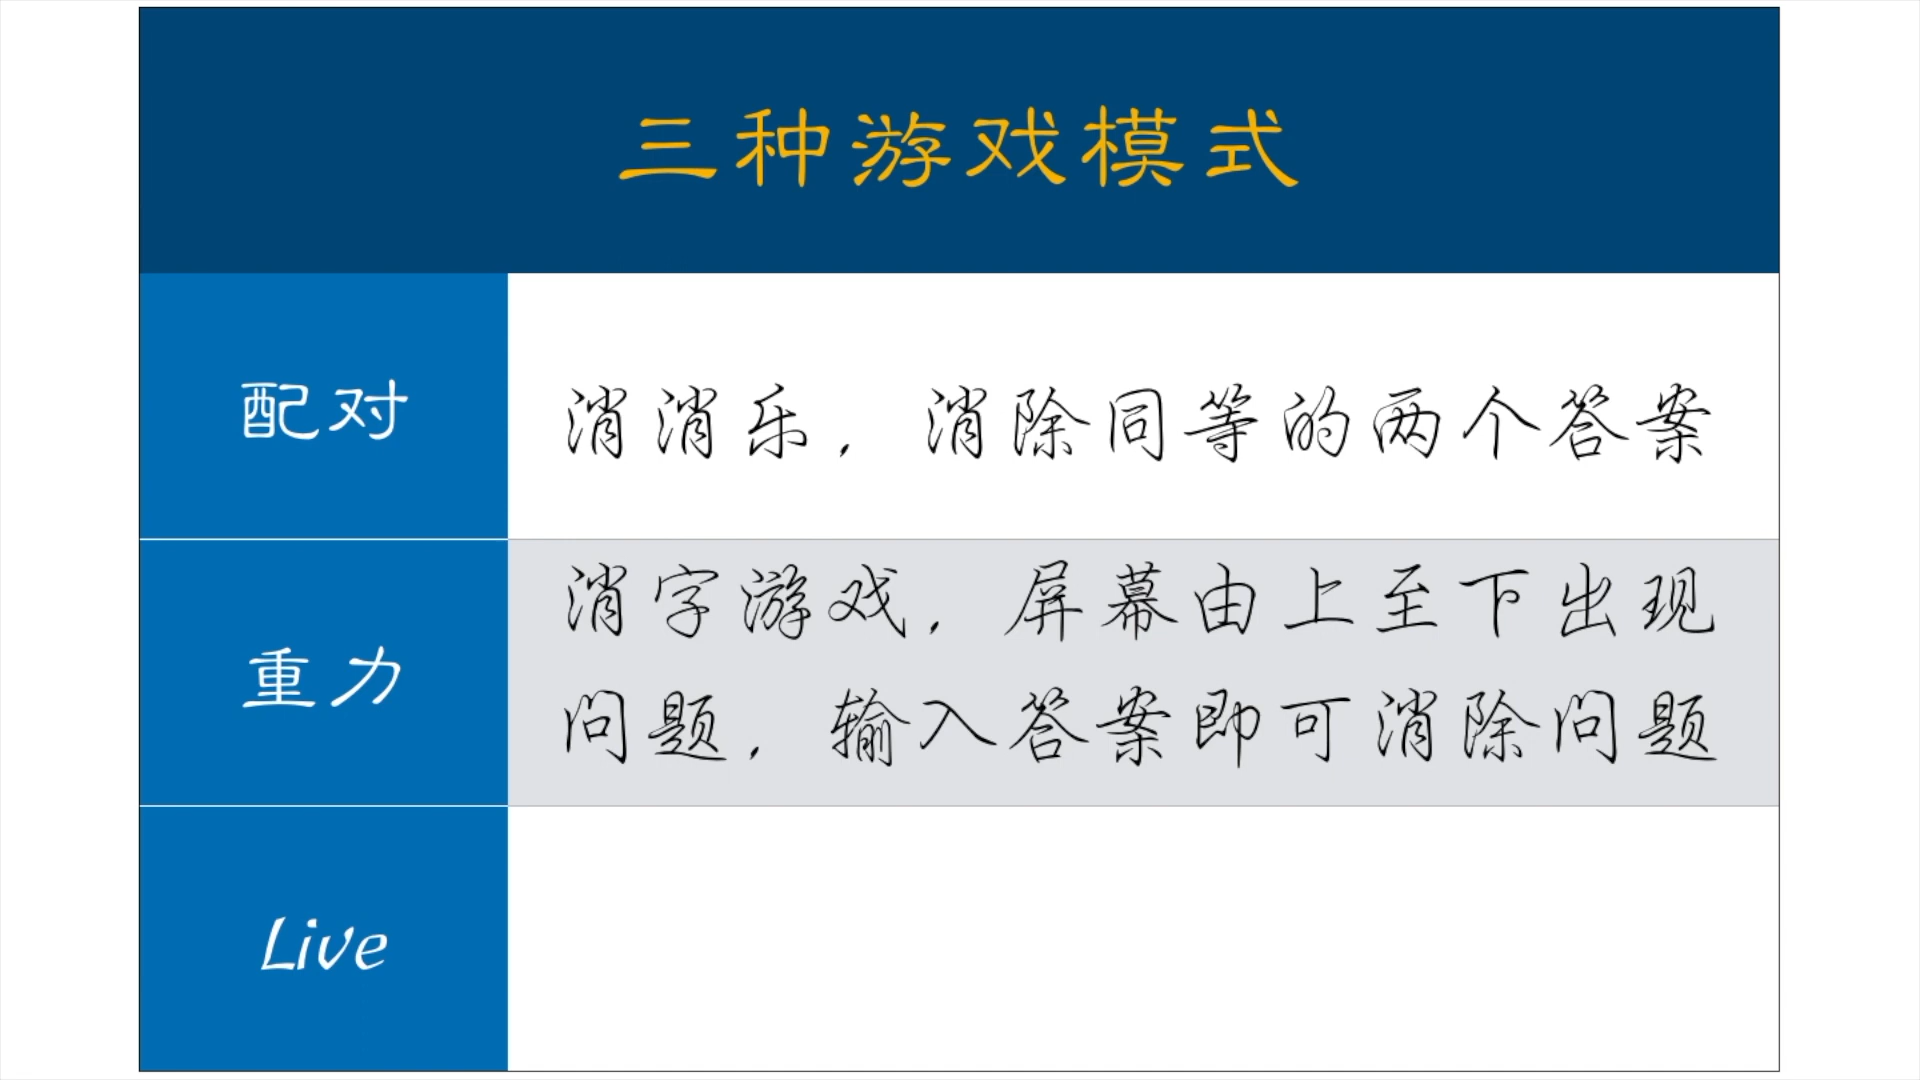 三种游戏模式
配对
消消乐，消除同等的两个答案
重力
消字游戏，屏幕由上至下出现
问题，输入答案即可消除问题
Live